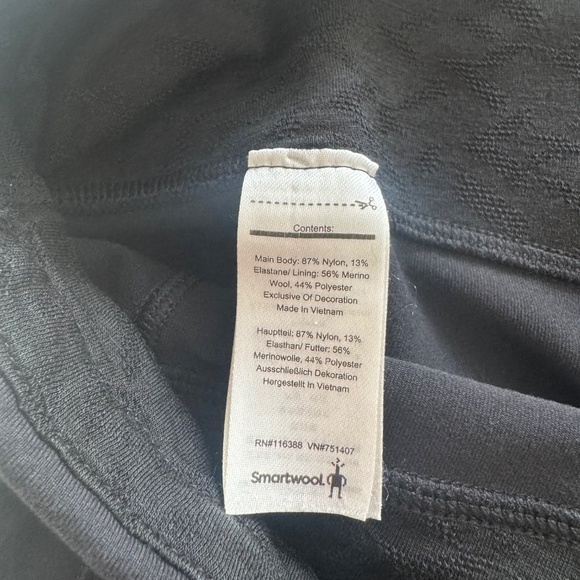 Contents:
Main Body: 87% Nylon, 13%
Elastane/ Lining: 56% Merino
Wool, 44% Polyester
Exclusive Of Decoration
Made In Vietnam
Hauptteil: 87% Nylon, 13%
Elasthan/ Futter: 56%
Merinowolle, 44% Polyester
Ausschließlich Dekoration
Hergestellt In Vietnam
RN#116388 VN#751407
Smartwool.